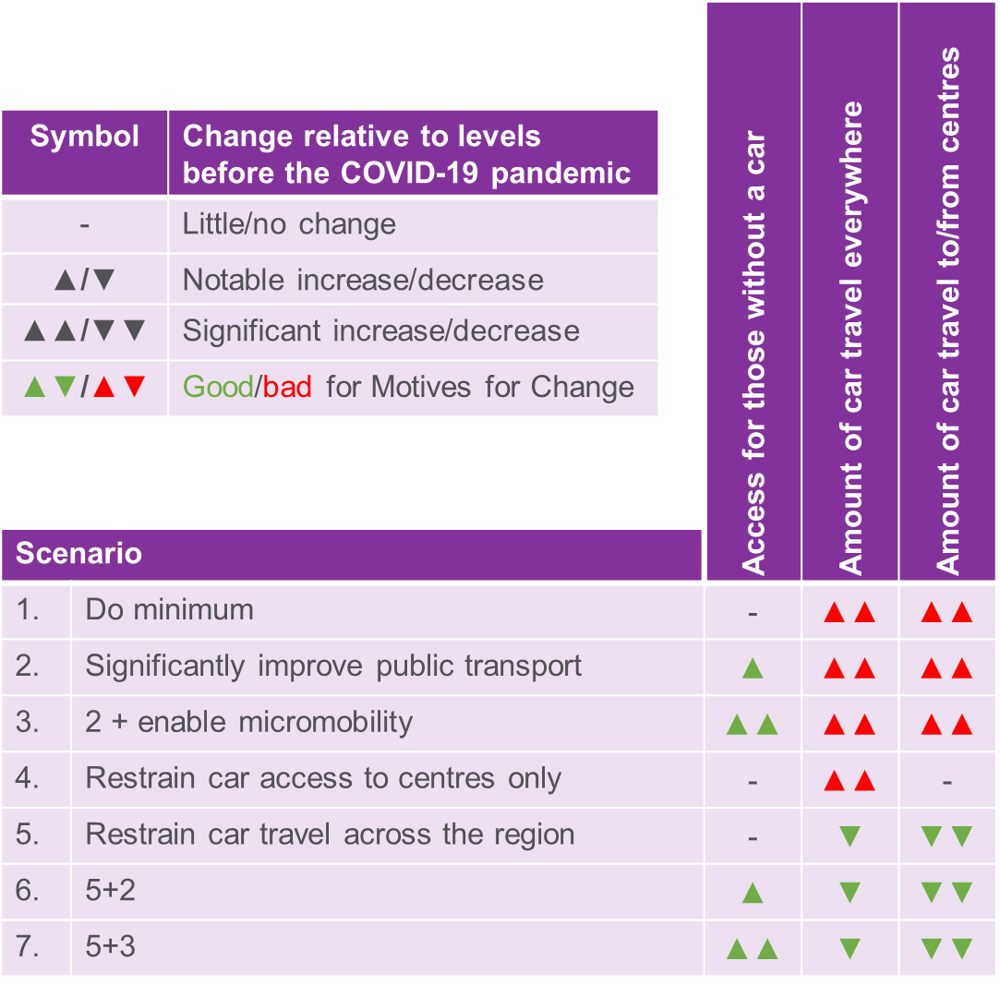 Symbol
Change relative to levels
before the COVID-19 pandemic
-
Little/no change
▲/▼
Notable increase/decrease
▲▲/▼▼
Significant increase/decrease
▲▼/▲▼
Good/bad for Motives for Change
Access for those without a car
Amount of car travel everywhere
Amount of car travel to/from centres
Scenario
1. Do minimum - ▲▲ ▲▲
2. Significantly improve public transport ▲ ▲▲ ▲▲
3. 2 + enable micromobility ▲▲ ▲▲ ▲▲
4. Restrain car access to centres only - ▲▲ -
5. Restrain car travel across the region - ▼ ▼▼
6. 5+2 ▲ ▼ ▼▼
7. 5+3 ▲▲ ▼ ▼▼